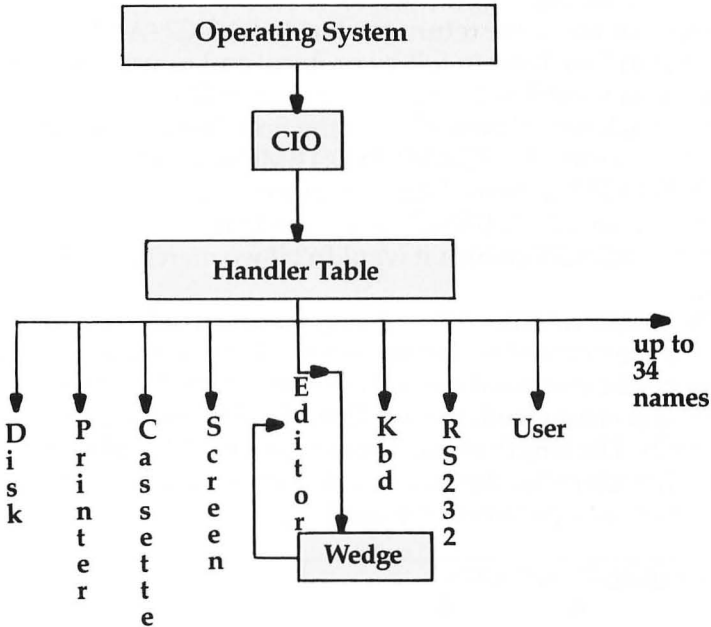 Operating System
CIO
Handler Table
up to
34
names
Disk
Printer
Cassette
Screen
Editor
Kbd
RS232
User
Wedge